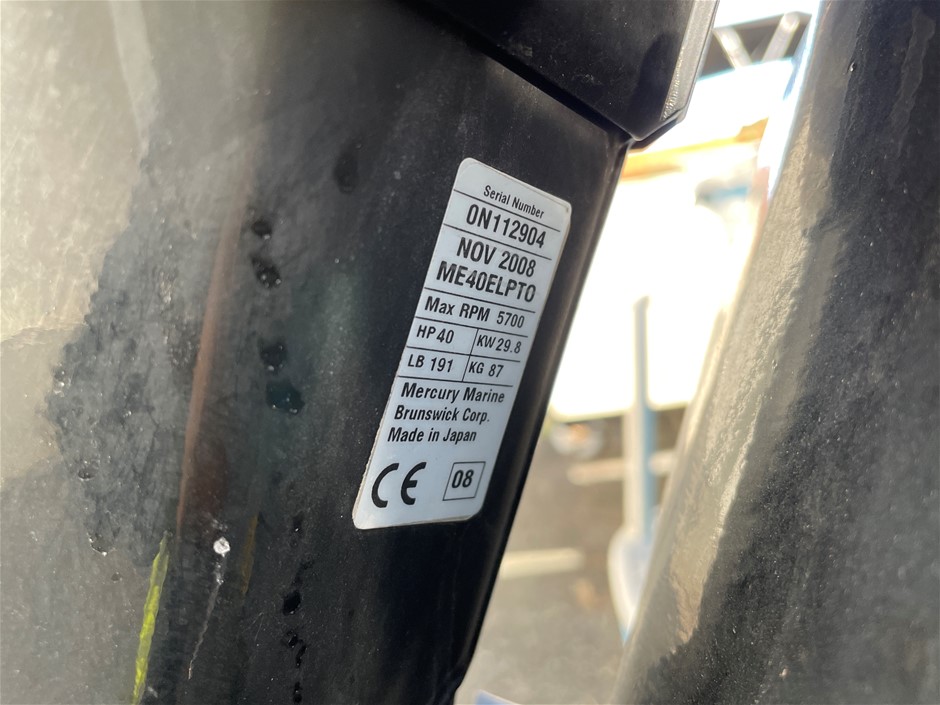 Serial Number
0N112904
NOV 2008
ME40ELPTO
Max RPM 5700
HP 40 KW 29.8
LB 191 KG 87
Mercury Marine
Brunswick Corp.
Made in Japan
CE 08